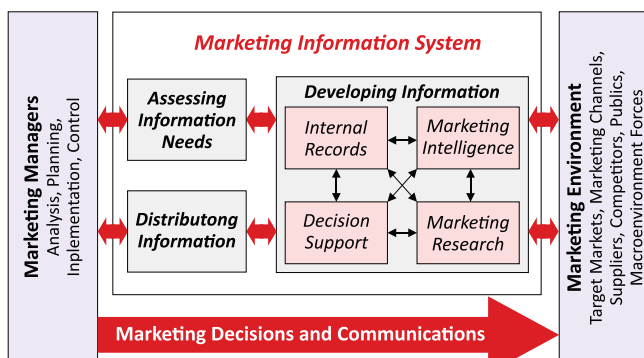 Marketing Managers
Analysis, Planning,
Inplementation, Control
Marketing Information System
Assessing
Information
Needs
Distributong
Information
Developing Information
Internal
Records
Marketing
Intelligence
Decision
Support
Marketing
Research
Marketing Environment
Target Markets, Marketing Channels,
Suppliers, Competitors, Publics,
Macroenvironment Forces
Marketing Decisions and Communications